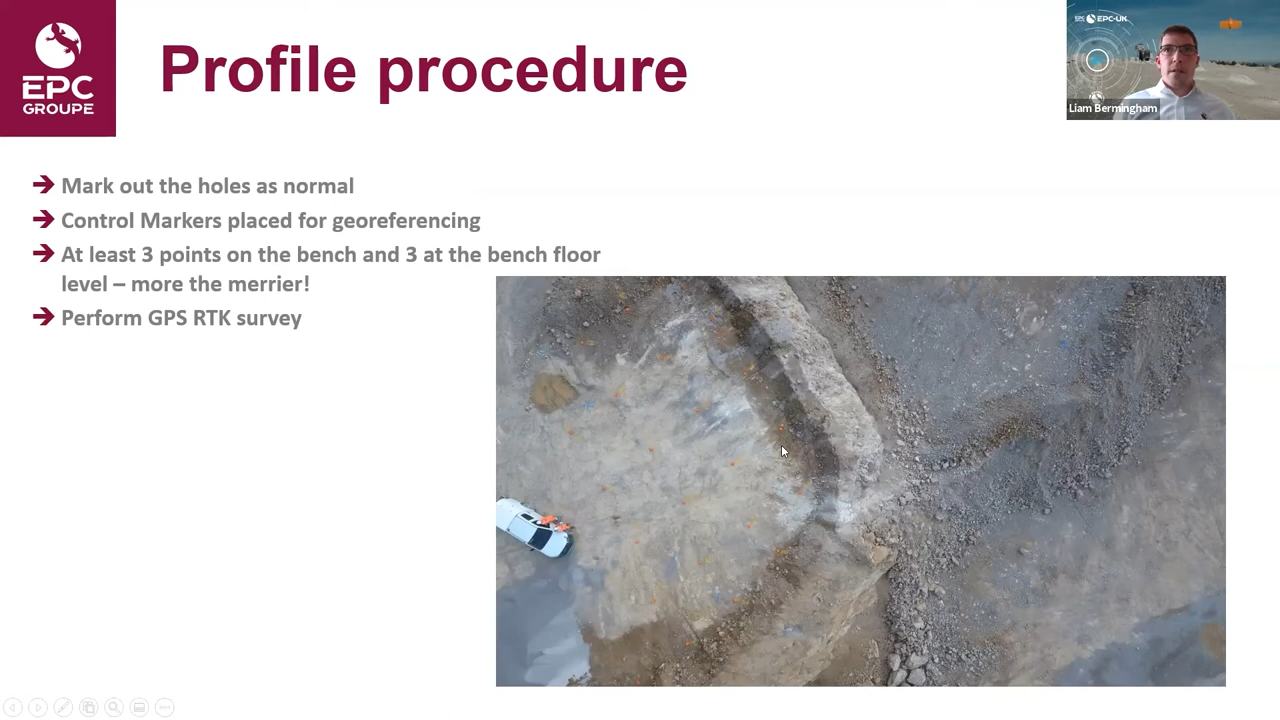 EPC
GROUPE
Profile procedure
EPC-UK
Liam Bermingham
Mark out the holes as normal
Control Markers placed for georeferencing
At least 3 points on the bench and 3 at the bench floor
level – more the merrier!
Perform GPS RTK survey